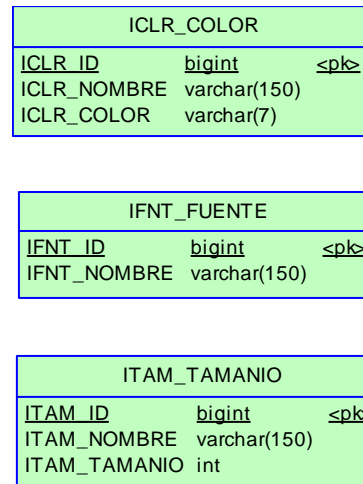 ICLR_COLOR
ICLR_ID bigint <pk>
ICLR_NOMBRE varchar(150)
ICLR_COLOR varchar(7)
IFNT_FUENTE
IFNT_ID bigint <pk>
IFNT_NOMBRE varchar(150)
ITAM_TAMANIO
ITAM_ID bigint <pk
ITAM_NOMBRE varchar(150)
ITAM_TAMANIO int